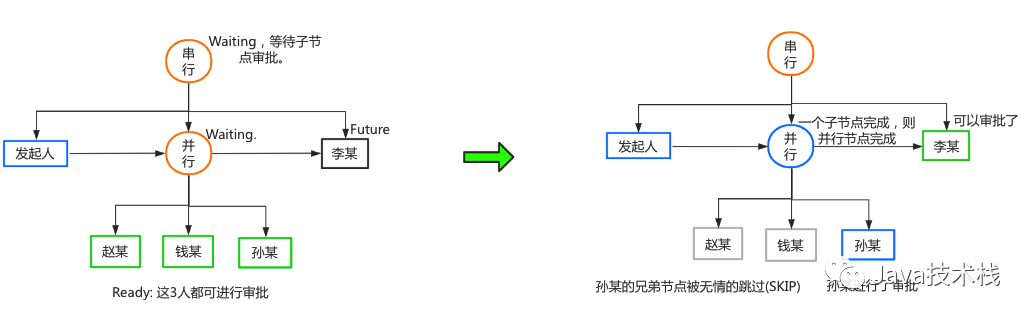 串
行
Waiting，等待子节
点审批。
发起人
并
行
Waiting.
Future
李某
赵某
钱某
孙某
Ready: 这3人都可进行审批
串
行
发起人
并
行
一个子节点完成，则
并行节点完成
可以审批了
李某
赵某
钱某
孙某
孙某的兄弟节点被无情的跳过(SKIP)
孙某进行了审批
Java技术栈